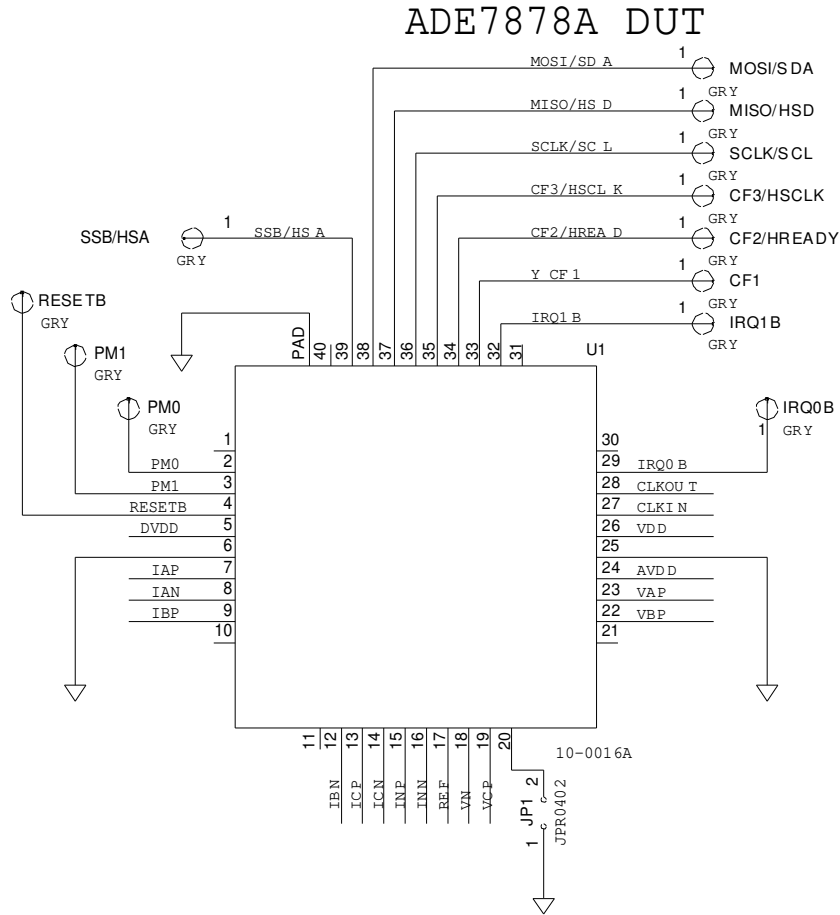 ADE7878A DUT
MOSI/SD A 1 MOSI/SDA
GRY
MISO/HS D 1 MISO/HSD
GRY
SCLK/SC L 1 SCLK/SCL
GRY
CF3/HSCL K 1 CF3/HSCLK
GRY
SSB/HSA 1 SSB/HS A
GRY
CF2/HREA D 1 CF2/HREADY
GRY
Y CF 1 1 CF1
GRY
IRQ1 B 1 IRQ1B
GRY
RESETB
GRY
PM1
GRY
PM0
GRY
PAD 40 39 38 37 36 35 34 33 32 31
U1
IRQ0B
1 GRY
1
30
PM0 2
29 IRQ0 B
PM1 3
28 CLKOU T
RESETB 4
27 CLKI N
DVDD 5
26 VDD
6
25
IAP 7
24 AVD D
IAN 8
23 VAP
IBP 9
22 VBP
10
21
11 12 13 14 15 16 17 18 19 20
10-0016A
IBN ICP ICN INP INN REF VN VCP
JP1 1 2
JPR0402